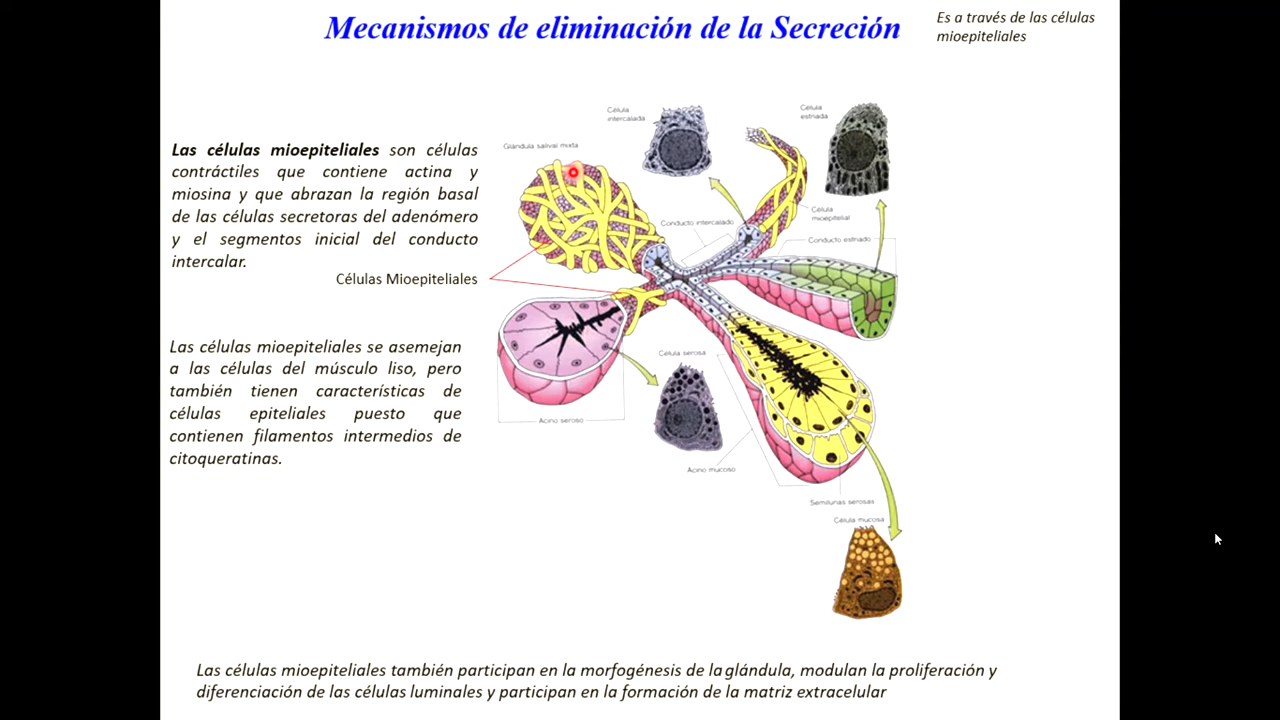 Mecanismos de eliminación de la Secreción
Es a través de las células
mioepiteliales
Las células mioepiteliales son células
contráctiles que contiene actina y
miosina y que abrazan la región basal
de las células secretoras del adenómero
y el segmentos inicial del conducto
intercalar.
Células Mioepiteliales
Las células mioepiteliales se asemejan
a las células del músculo liso, pero
también tienen características de
células epiteliales puesto que
contienen filamentos intermedios de
citoqueratinas.
Célula
intercalada
Célula
estriada
Glándula salival mixta
Célula
mioepitelial
Conducto intercalado
Conducto estriado
Célula serosa
Acino seroso
Acino mucoso
Semilunas serosas
Célula mucosa
Las células mioepiteliales también participan en la morfogénesis de la glándula, modulan la proliferación y
diferenciación de las células luminales y participan en la formación de la matriz extracelular